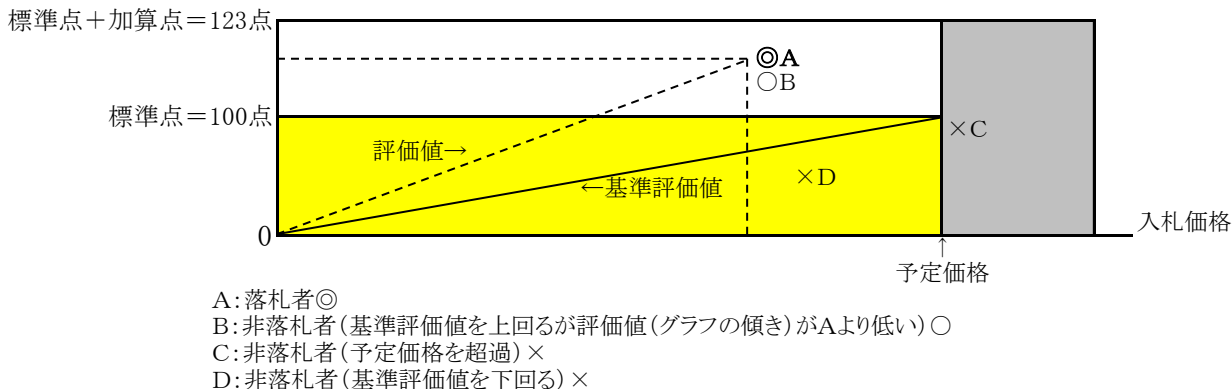 標準点＋加算点＝123点
◎A
○B
標準点＝100点
×C
評価値→
×D
←基準評価値
0
入札価格
↑
予定価格
A:落札者◎
B:非落札者(基準評価値を上回るが評価値(グラフの傾き)がAより低い)○
C:非落札者(予定価格を超過)×
D:非落札者(基準評価値を下回る)×